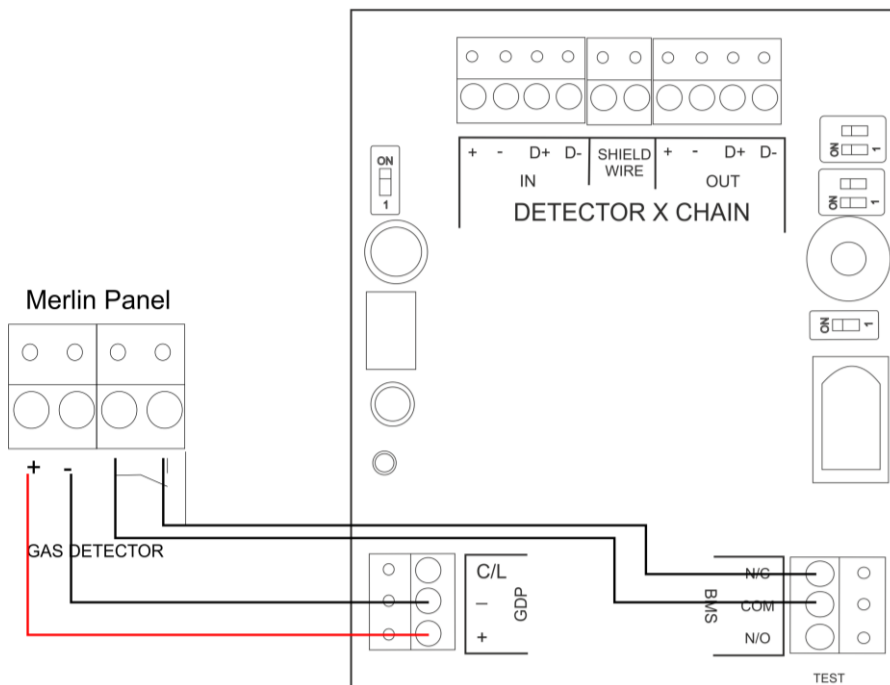 + - D+ D- SHIELD + - D+ D-
WIRE
IN OUT
DETECTOR X CHAIN
ON
1
ON 1
ON 1
ON 1
Merlin Panel
+ -
GAS DETECTOR
C/L
–
+
GDP
BMS
N/C
COM
N/O
TEST